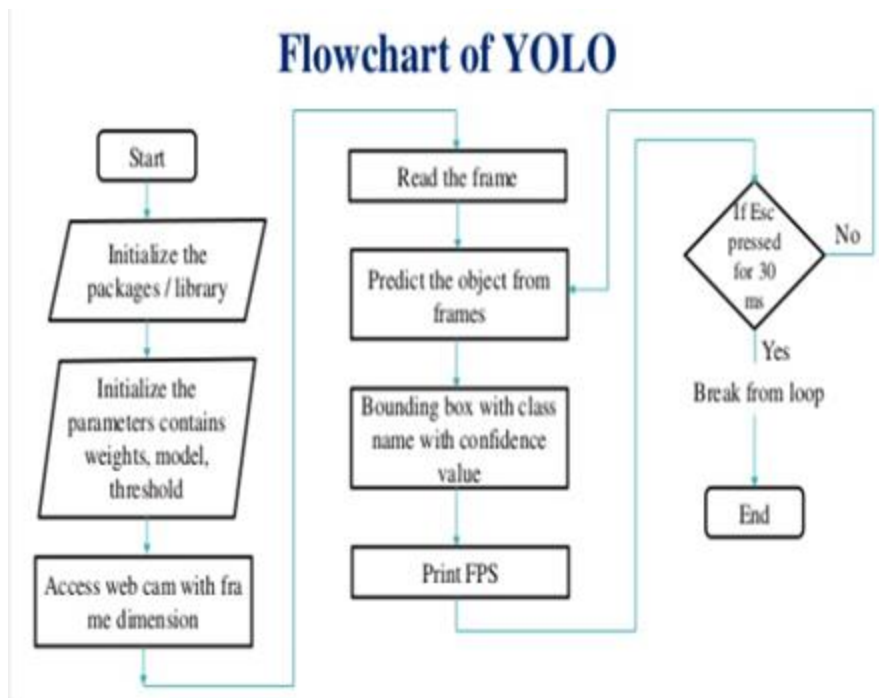 Flowchart of YOLO
Start
Initialize the
packages / library
Initialize the
parameters contains
weights, model,
threshold
Access web cam with fra
me dimension
Read the frame
Predict the object from
frames
Bounding box with class
name with confidence
value
Print FPS
If Esc
pressed
for 30
ms
No
Yes
Break from loop
End